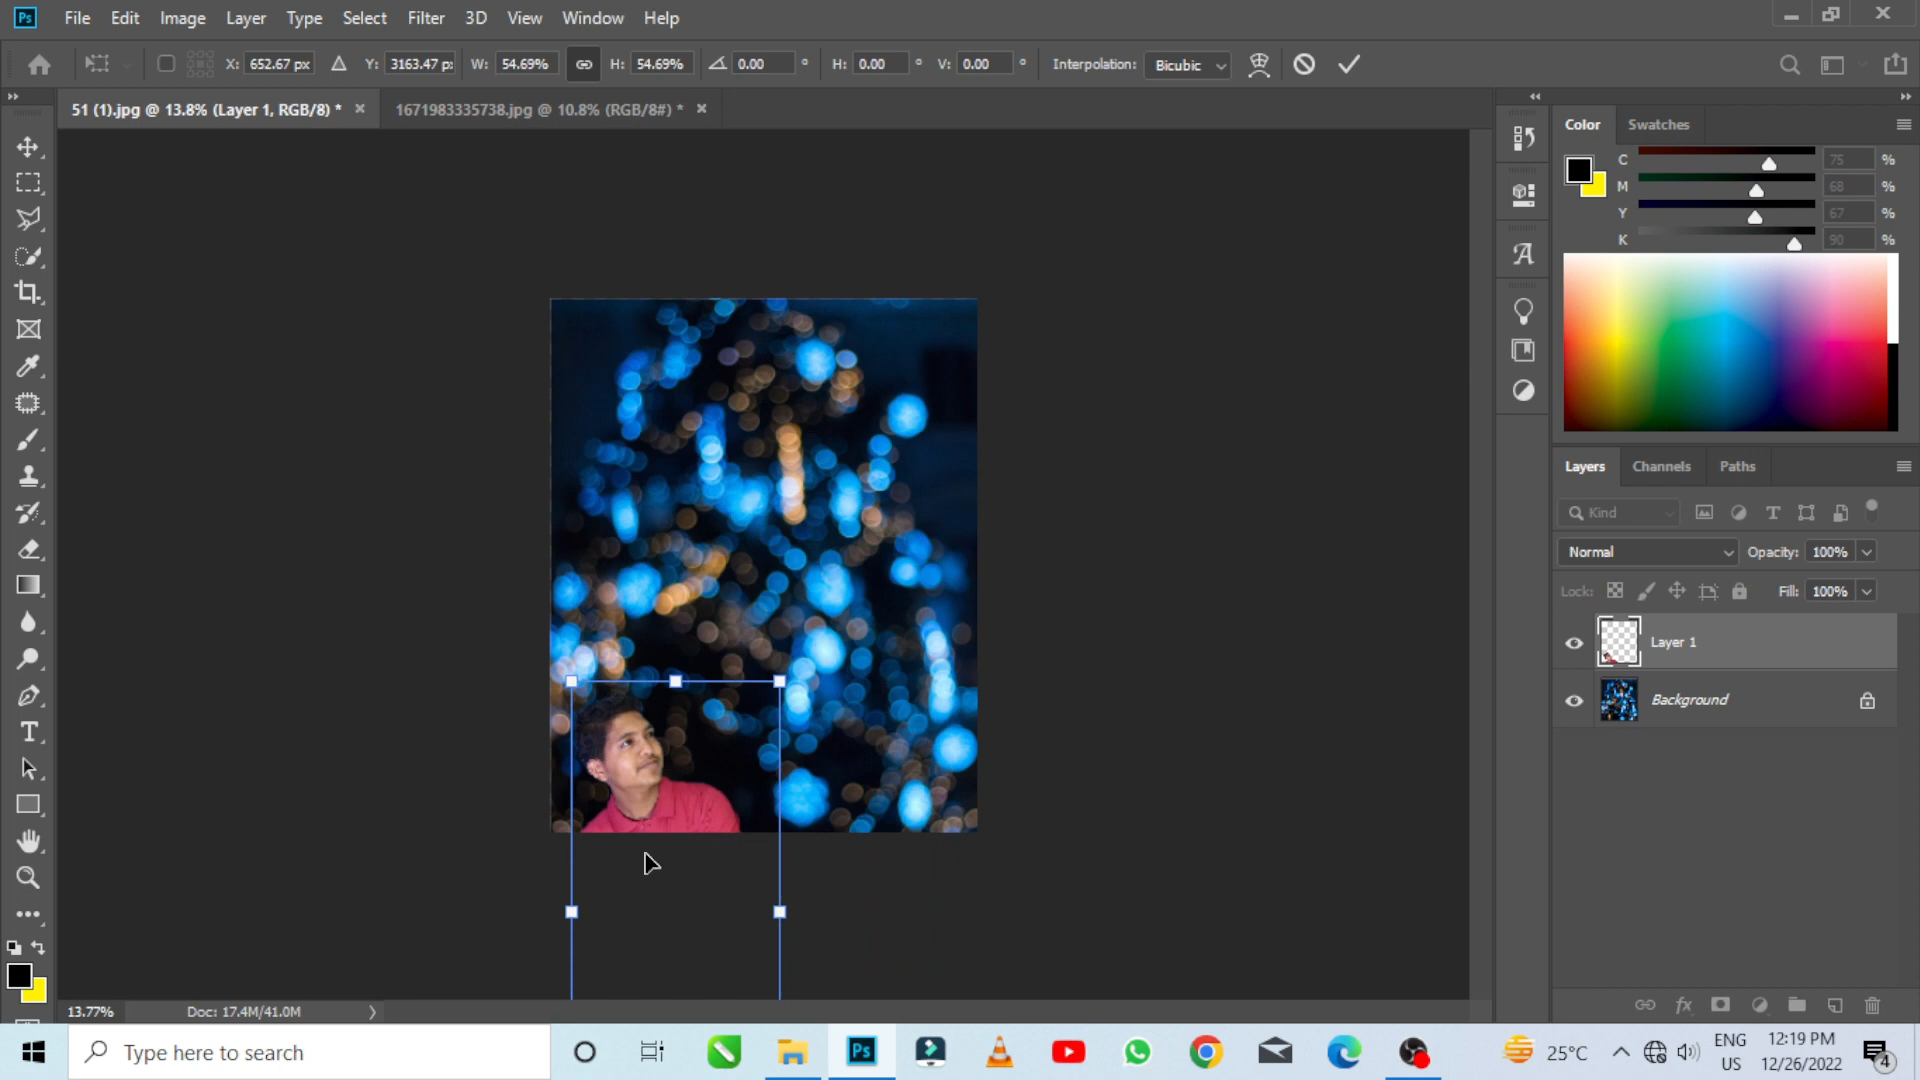 Ps File Edit Image Layer Type Select Filter 3D View Window Help
X: 652.67 px Y: 3163.47 p: W: 54.69% H: 54.69% 0.00 ° H: 0.00 ° V: 0.00 ° Interpolation: Bicubic
51 (1).jpg @ 13.8% (Layer 1, RGB/8) * × 1671983335738.jpg @ 10.8% (RGB/8#) * ×
Color Swatches
C 75 %
M 68 %
Y 67 %
K 90 %
Layers Channels Paths
Kind
Normal Opacity: 100%
Lock: Fill: 100%
Layer 1
Background
fx
13.77% Doc: 17.4M/41.0M
Type here to search
Ps
25°C
ENG
US
12:19 PM
12/26/2022
4